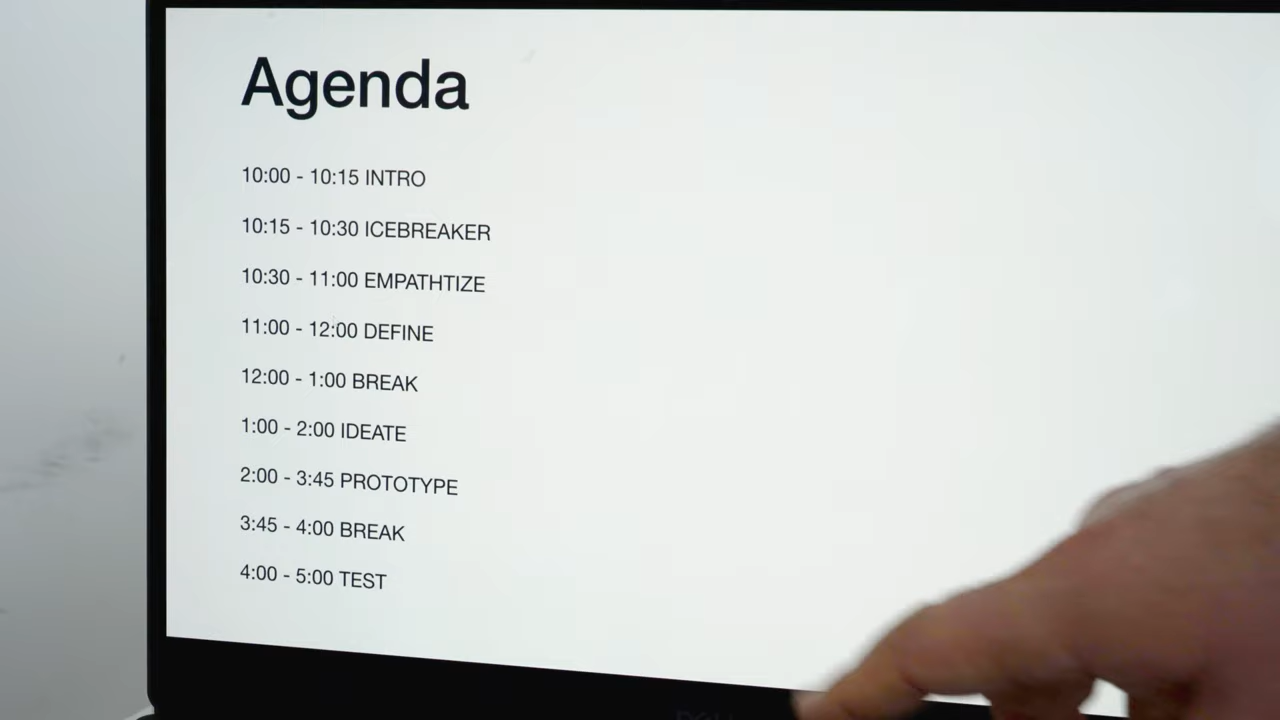 Agenda
10:00 - 10:15 INTRO
10:15 - 10:30 ICEBREAKER
10:30 - 11:00 EMPATHTIZE
11:00 - 12:00 DEFINE
12:00 - 1:00 BREAK
1:00 - 2:00 IDEATE
2:00 - 3:45 PROTOTYPE
3:45 - 4:00 BREAK
4:00 - 5:00 TEST